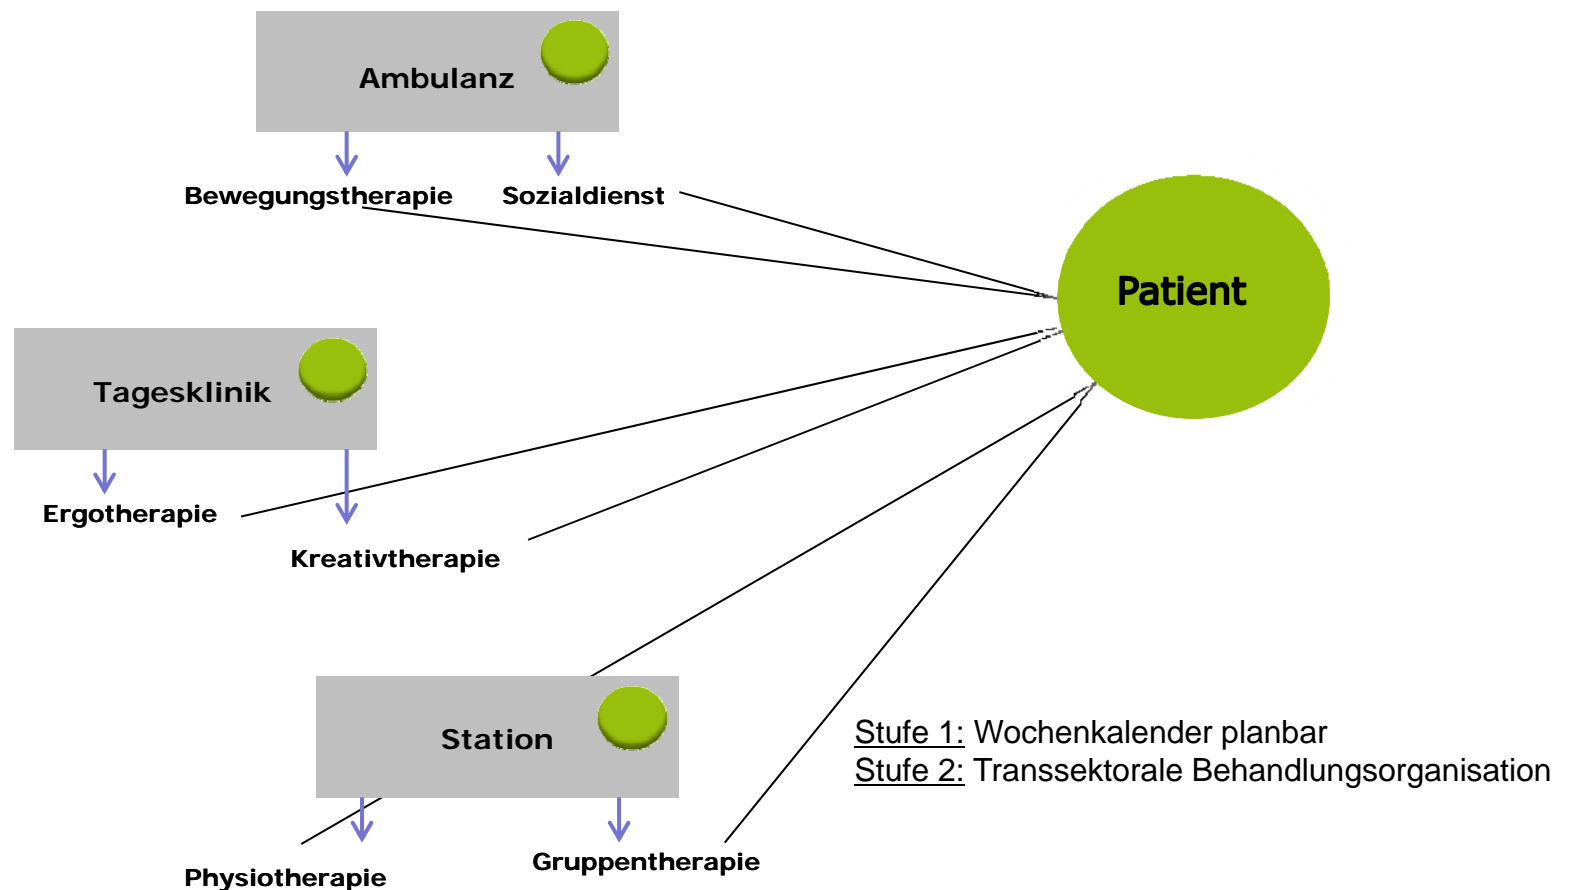 Ambulanz
Bewegungstherapie
Sozialdienst
Patient
Tagesklinik
Ergotherapie
Kreativtherapie
Station
Stufe 1: Wochenkalender planbar
Stufe 2: Transsektorale Behandlungsorganisation
Gruppentherapie
Physiotherapie